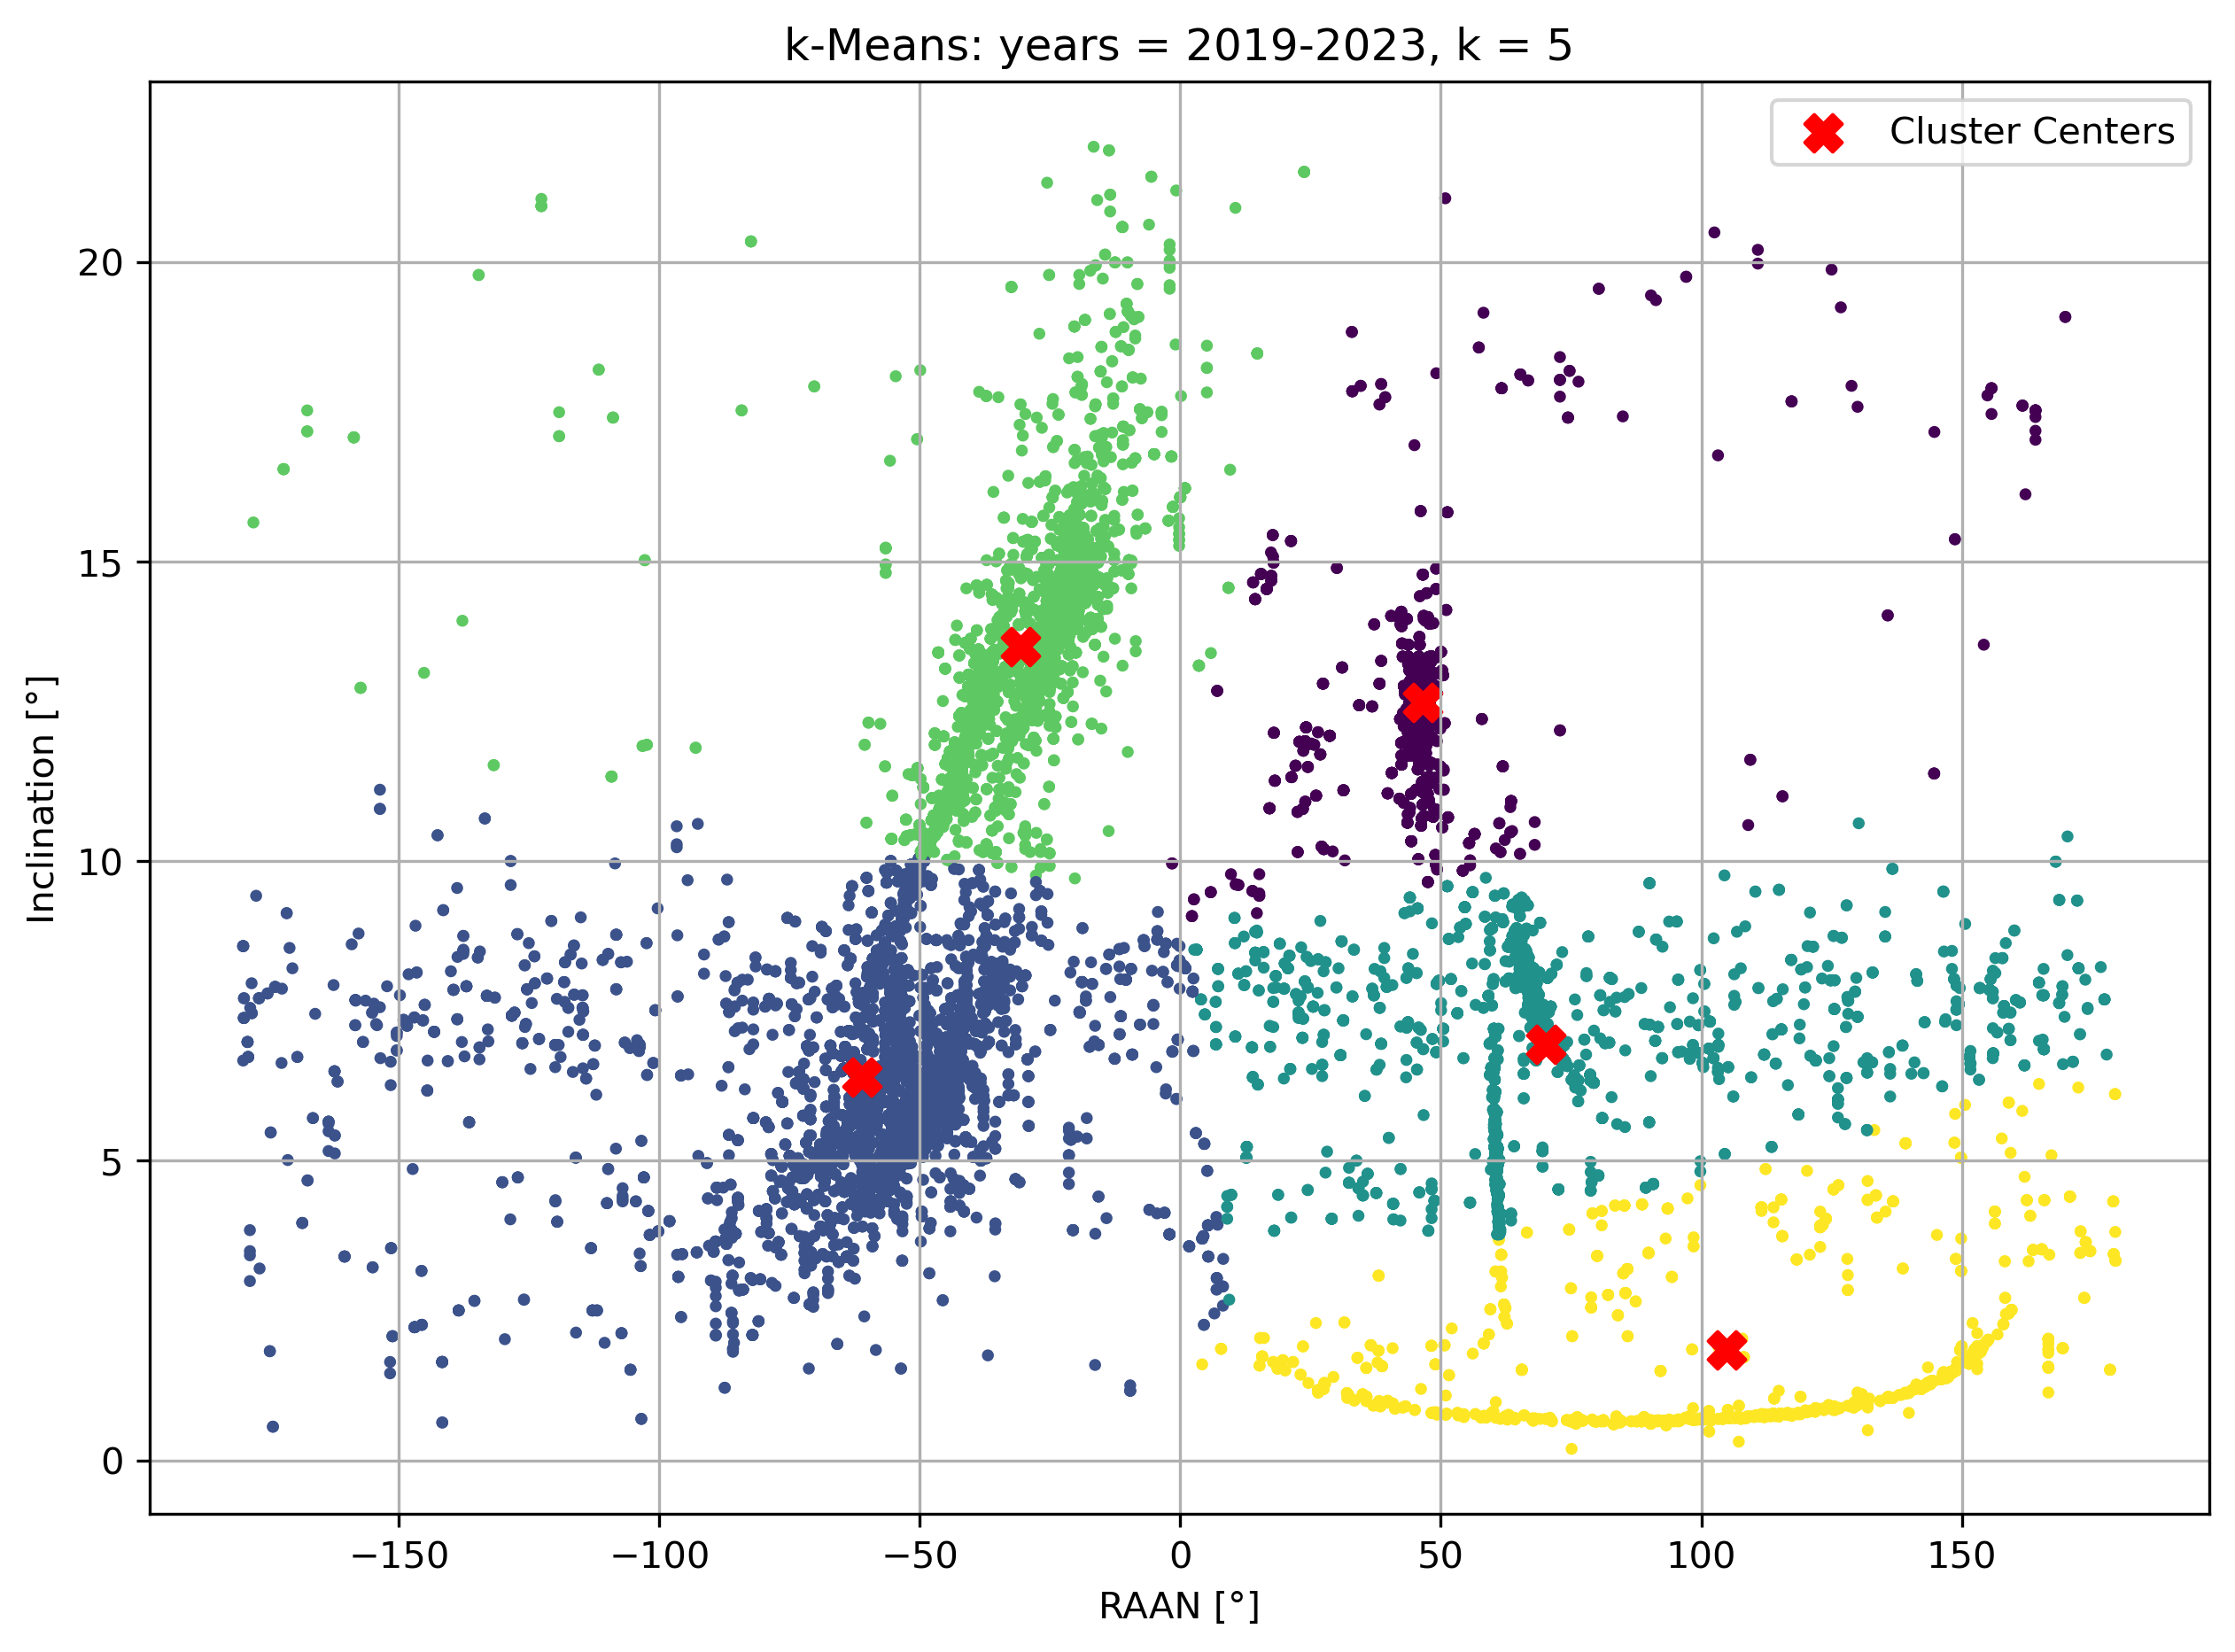 k-Means: years = 2019-2023, k = 5
Cluster Centers
20
15
10
5
0
Inclination [°]
−150 −100 −50 0 50 100 150
RAAN [°]